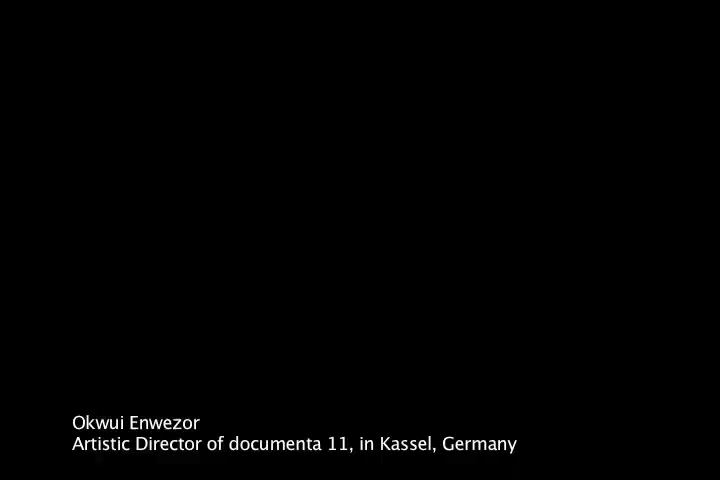 Okwui Enwezor
Artistic Director of documenta 11, in Kassel, Germany